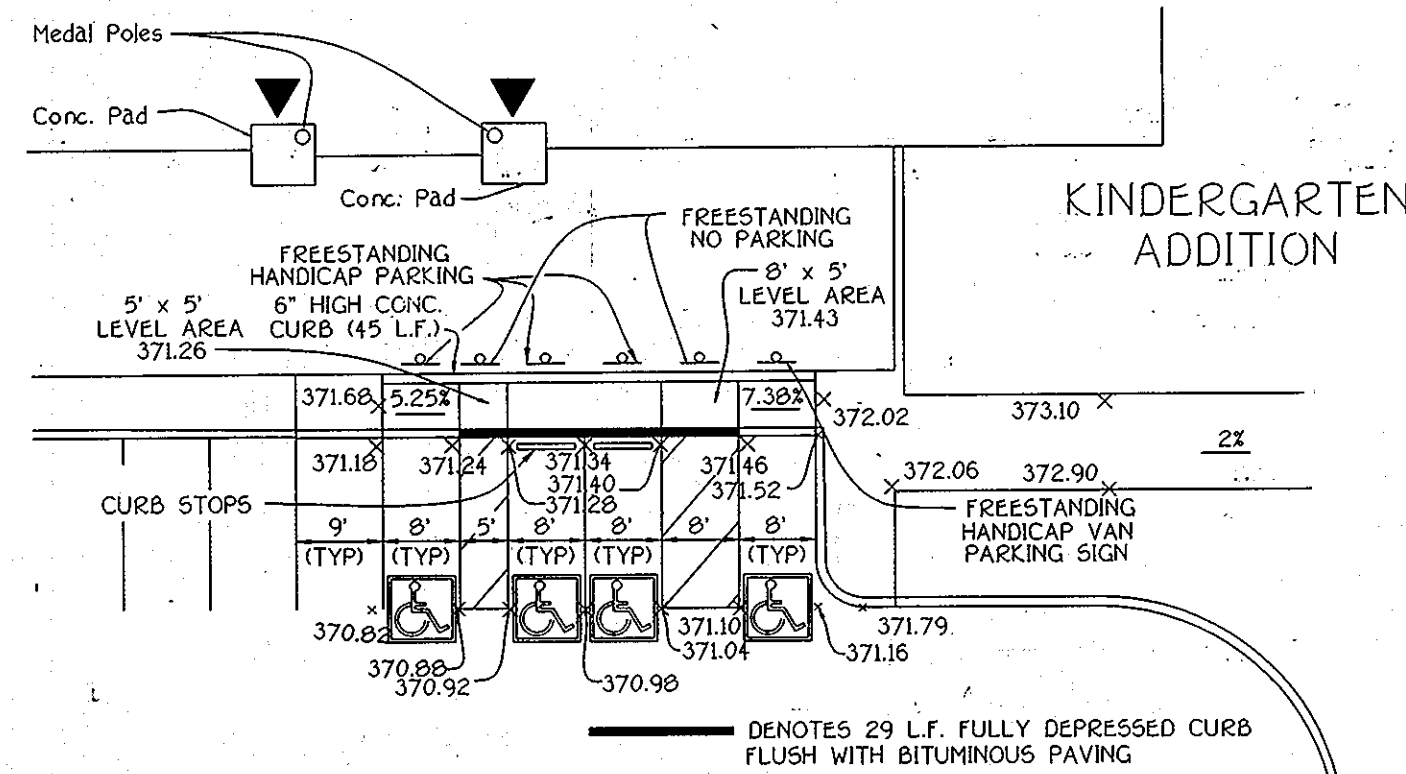 Medal Poles
Conc. Pad
Conc. Pad
KINDERGARTEN
ADDITION
FREESTANDING
NO PARKING
FREESTANDING
HANDICAP PARKING
8' x 5'
LEVEL AREA
371.43
5' x 5'
LEVEL AREA
371.26
6" HIGH CONC.
CURB (45 L.F.)
371.68
5.25%
7.38%
372.02
373.10
2%
371.18
371.24
371.34
371.40
371.28
371.46
371.52
372.06
372.90
CURB STOPS
FREESTANDING
HANDICAP VAN
PARKING SIGN
9'
(TYP)
8'
(TYP)
5'
8'
(TYP)
8'
(TYP)
8'
8'
(TYP)
370.82
370.88
370.92
370.98
371.10
371.04
371.16
371.79
DENOTES 29 L.F. FULLY DEPRESSED CURB
FLUSH WITH BITUMINOUS PAVING